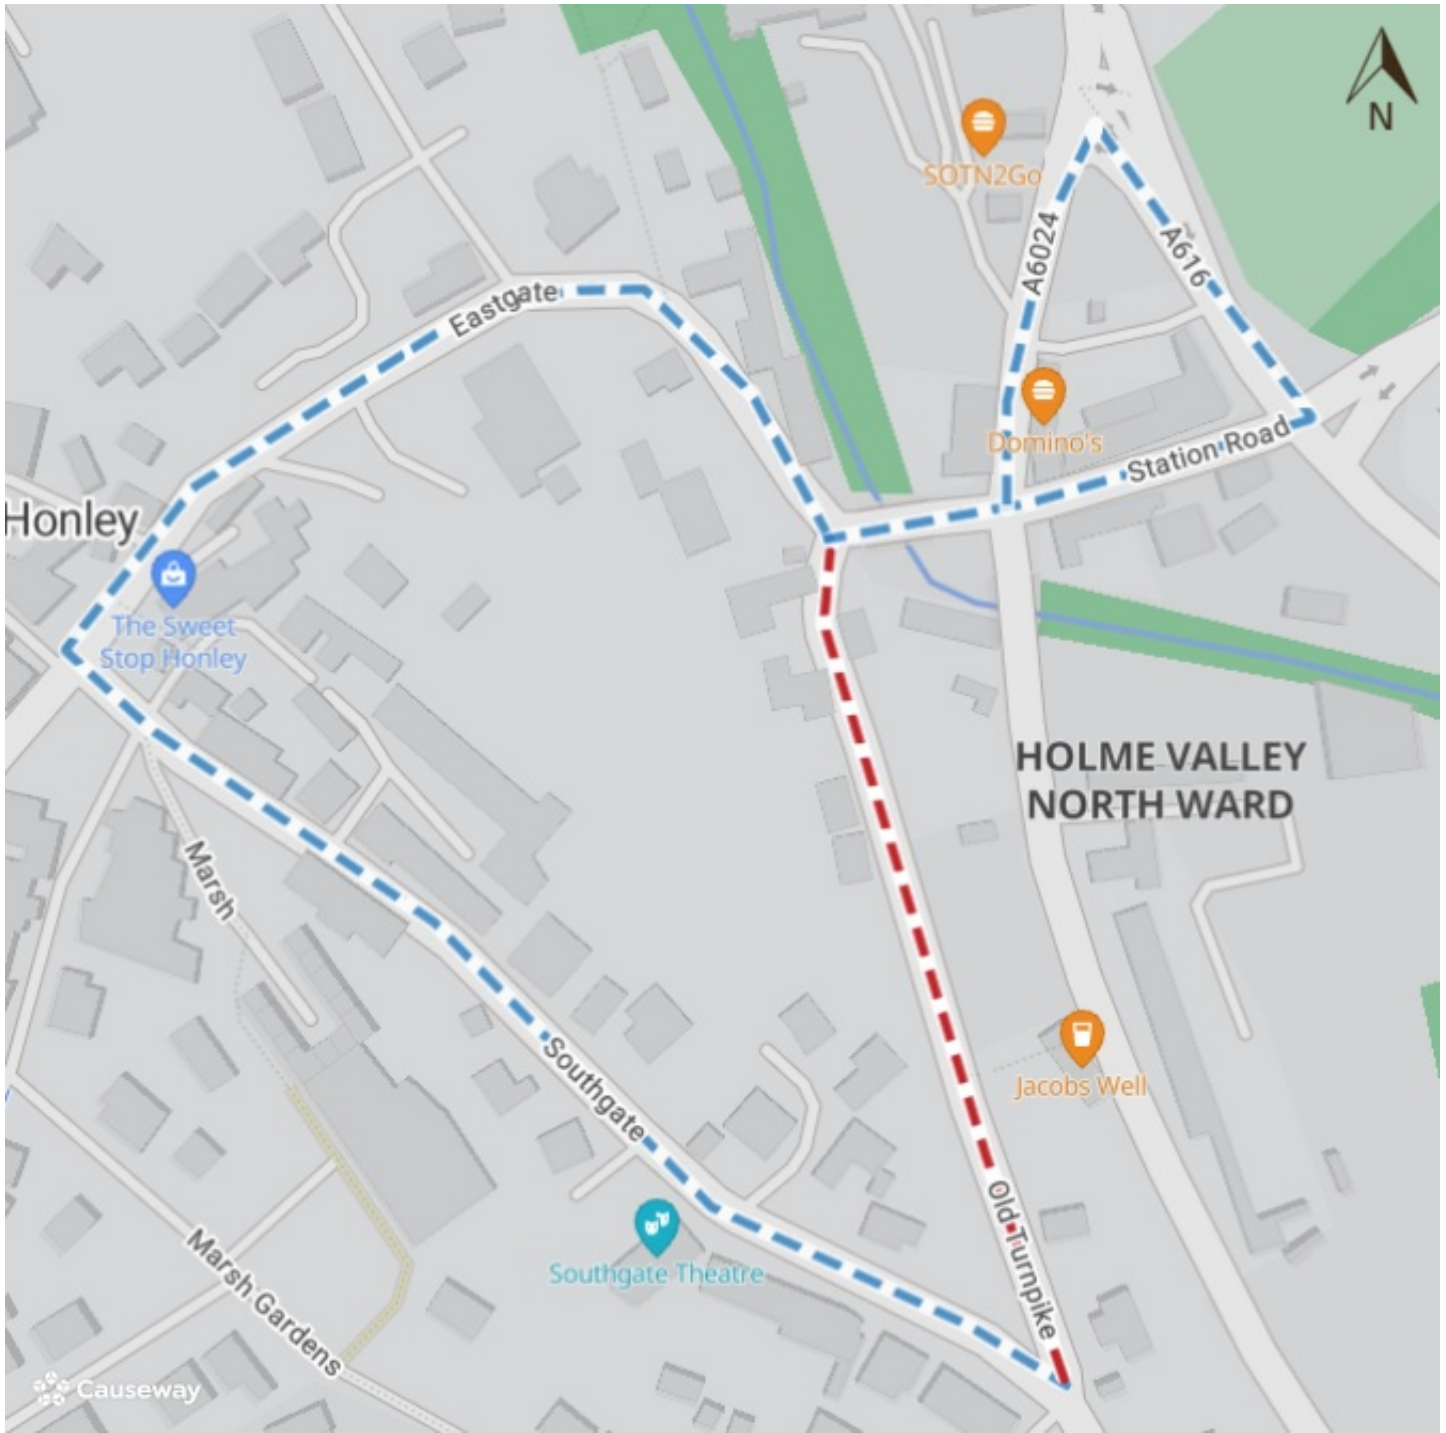 N
SOTN2Go
A6024
A616
Eastgate
Domino's
Station Road
Honley
The Sweet
Stop Honley
HOLME VALLEY
NORTH WARD
Marsh
Jacobs Well
Southgate
Old Turnpike
Southgate Theatre
Marsh Gardens
Causeway